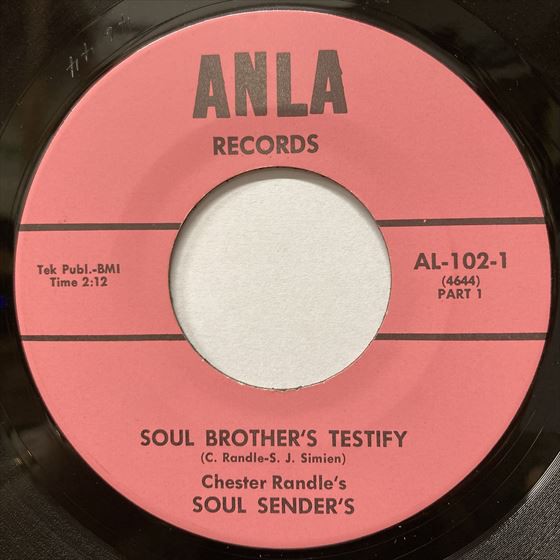 ANLA
RECORDS
Tek Publ.-BMI
Time 2:12
AL-102-1
(4644)
PART 1
SOUL BROTHER'S TESTIFY
(C. Randle-S. J. Simien)
Chester Randle's
SOUL SENDER'S